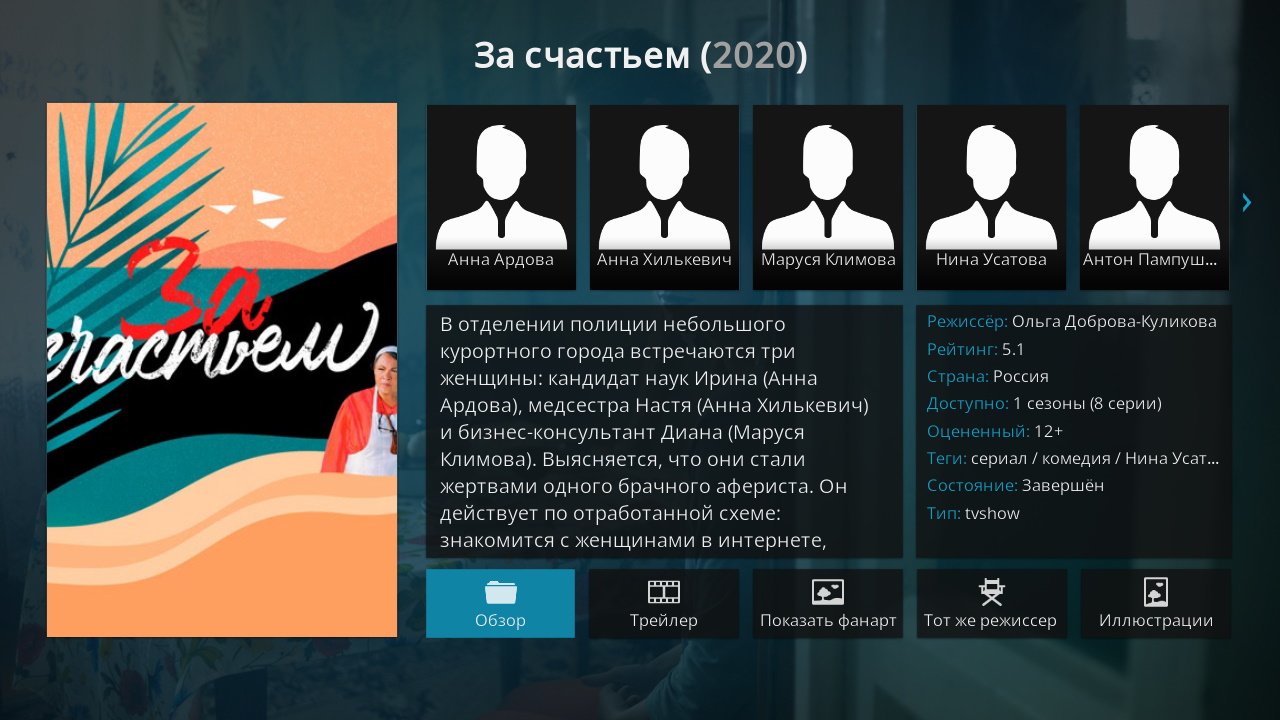 За счастьем (2020)
За
счастьем
Анна Ардова
Анна Хилькевич
Маруся Климова
Нина Усатова
Антон Пампуш...
В отделении полиции небольшого
курортного города встречаются три
женщины: кандидат наук Ирина (Анна
Ардова), медсестра Настя (Анна Хилькевич)
и бизнес-консультант Диана (Маруся
Климова). Выясняется, что они стали
жертвами одного брачного афериста. Он
действует по отработанной схеме:
знакомится с женщинами в интернете,
Режиссёр: Ольга Доброва-Куликова
Рейтинг: 5.1
Страна: Россия
Доступно: 1 сезоны (8 серии)
Оцененный: 12+
Теги: сериал / комедия / Нина Усат...
Состояние: Завершён
Тип: tvshow
Обзор
Трейлер
Показать фанарт
Тот же режиссер
Иллюстрации